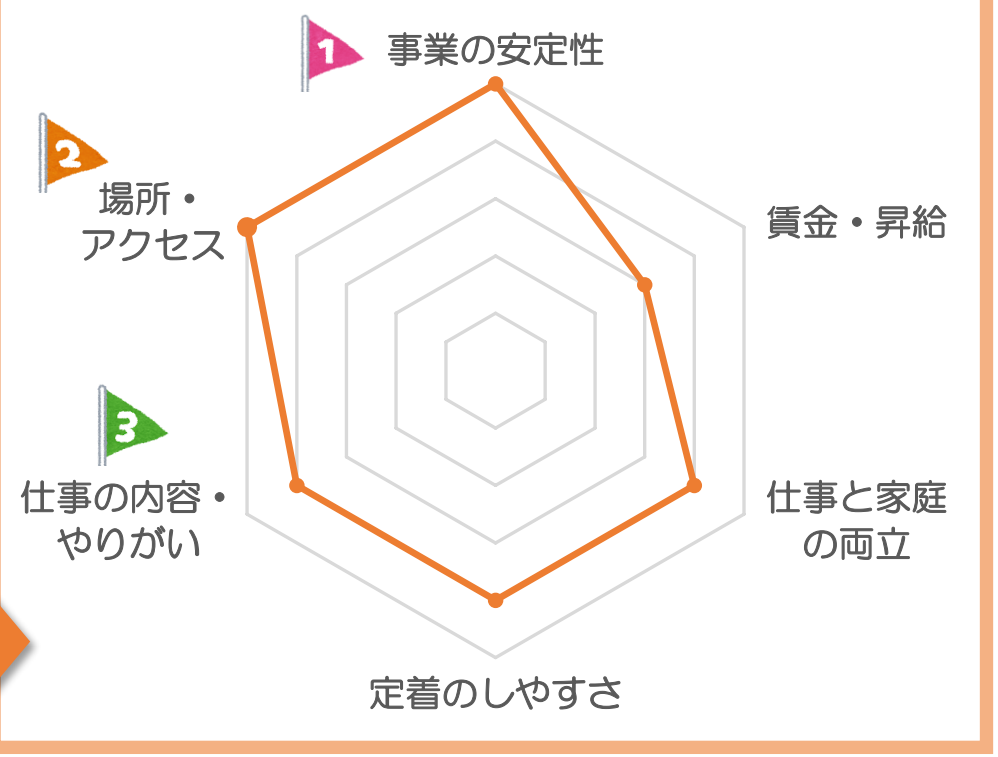 1
事業の安定性
2
場所・
アクセス
賃金・昇給
3
仕事の内容・
やりがい
仕事と家庭
の両立
定着のしやすさ